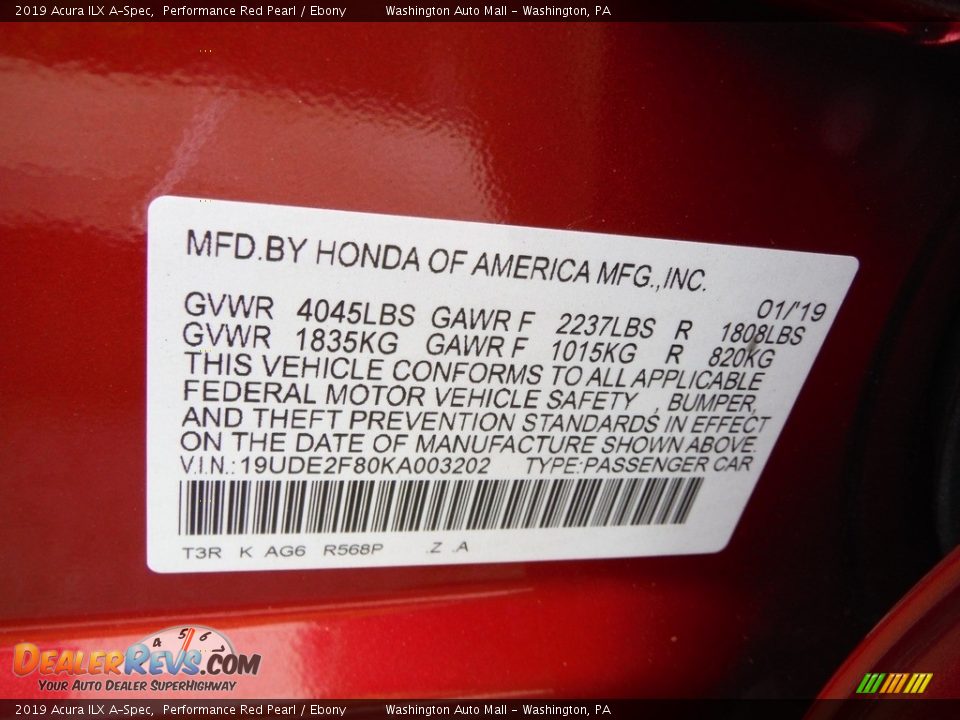 2019 Acura ILX A-Spec,  Performance Red Pearl / Ebony    Washington Auto Mall - Washington, PA
MFD.BY HONDA OF AMERICA MFG.,INC.
01/'19
GVWR 4045LBS GAWR F 2237LBS R 1808LBS
GVWR 1835KG GAWR F 1015KG R 820KG
THIS VEHICLE CONFORMS TO ALL APPLICABLE
FEDERAL MOTOR VEHICLE SAFETY , BUMPER,
AND THEFT PREVENTION STANDARDS IN EFFECT
ON THE DATE OF MANUFACTURE SHOWN ABOVE.
V.I.N.:19UDE2F80KA003202 TYPE:PASSENGER CAR
T3R K AG6 R568P .Z .A
4 5 6
DEALERREVS.COM
YOUR AUTO DEALER SUPERHIGHWAY
2019 Acura ILX A-Spec,  Performance Red Pearl / Ebony    Washington Auto Mall - Washington, PA